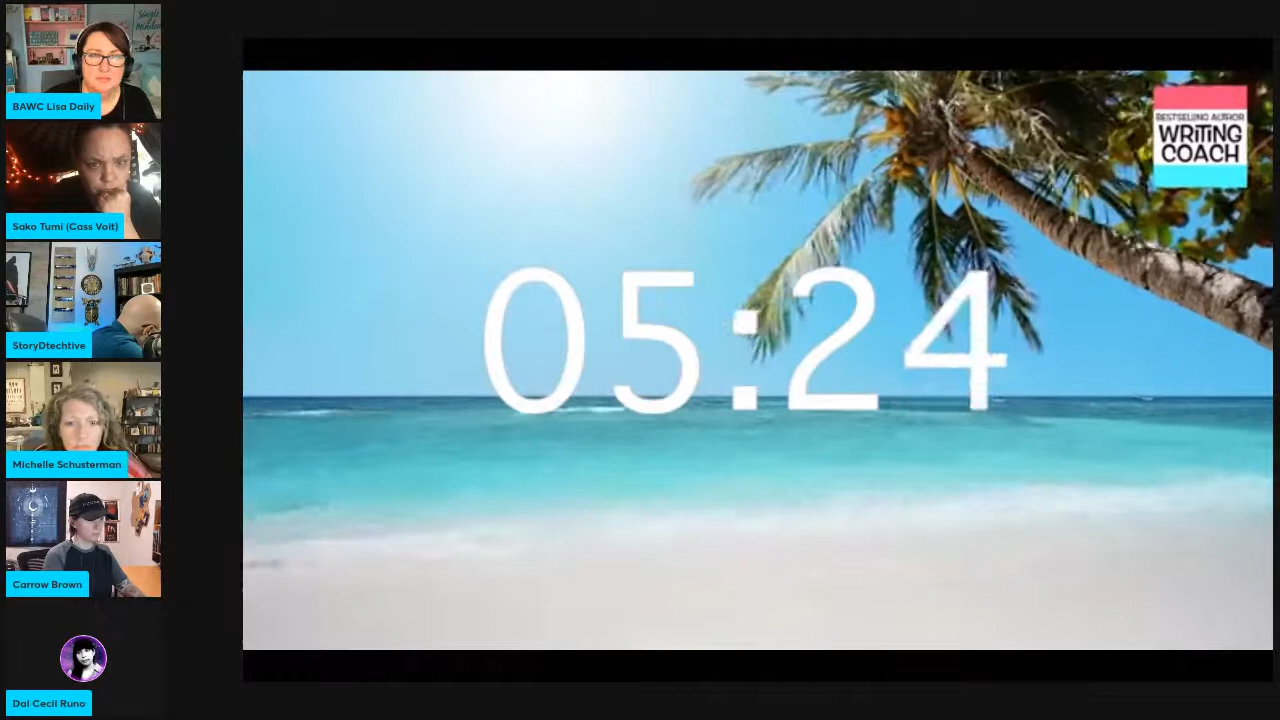 BAWC Lisa Daily
Sako Tumi (Cass Voit)
StoryDtechtive
Michelle Schusterman
Carrow Brown
Dal Cecil Runo
05:24
BESTSELLING AUTHOR
WRiTiNG
COACH